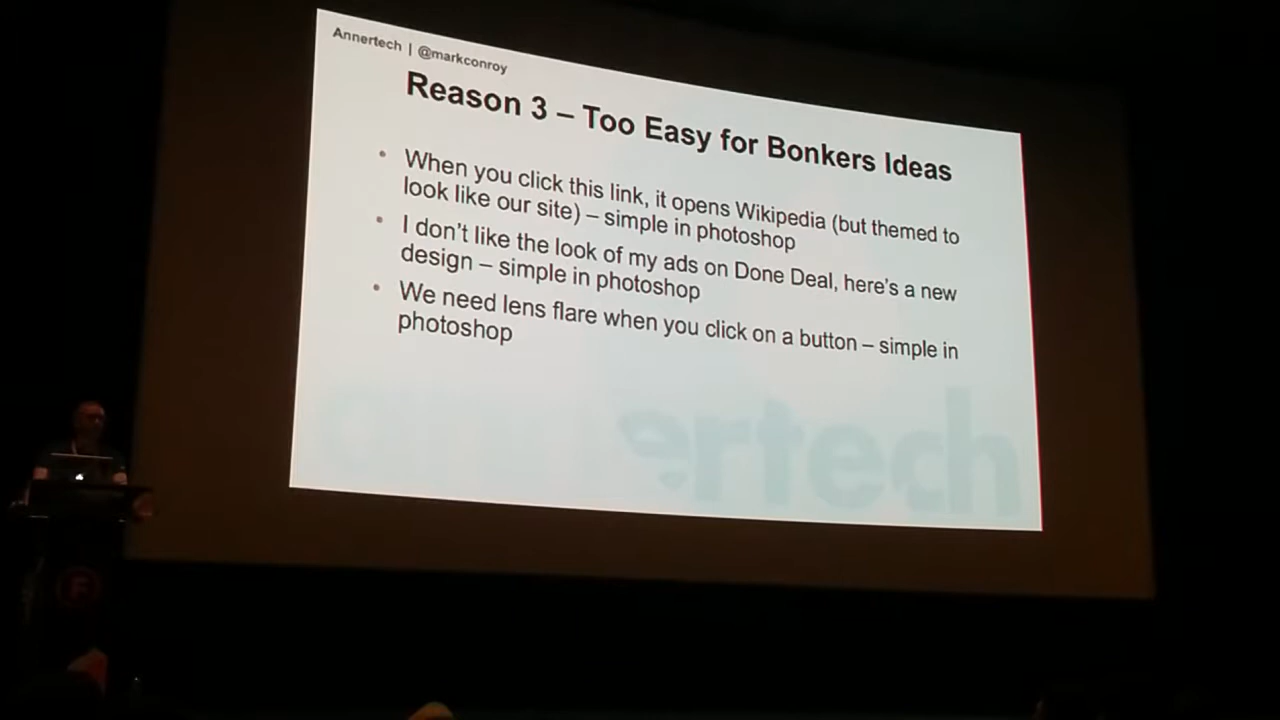 Annertech | @markconroy
Reason 3 – Too Easy for Bonkers Ideas
• When you click this link, it opens Wikipedia (but themed to
look like our site) – simple in photoshop
• I don't like the look of my ads on Done Deal, here's a new
design – simple in photoshop
• We need lens flare when you click on a button – simple in
photoshop
annertech